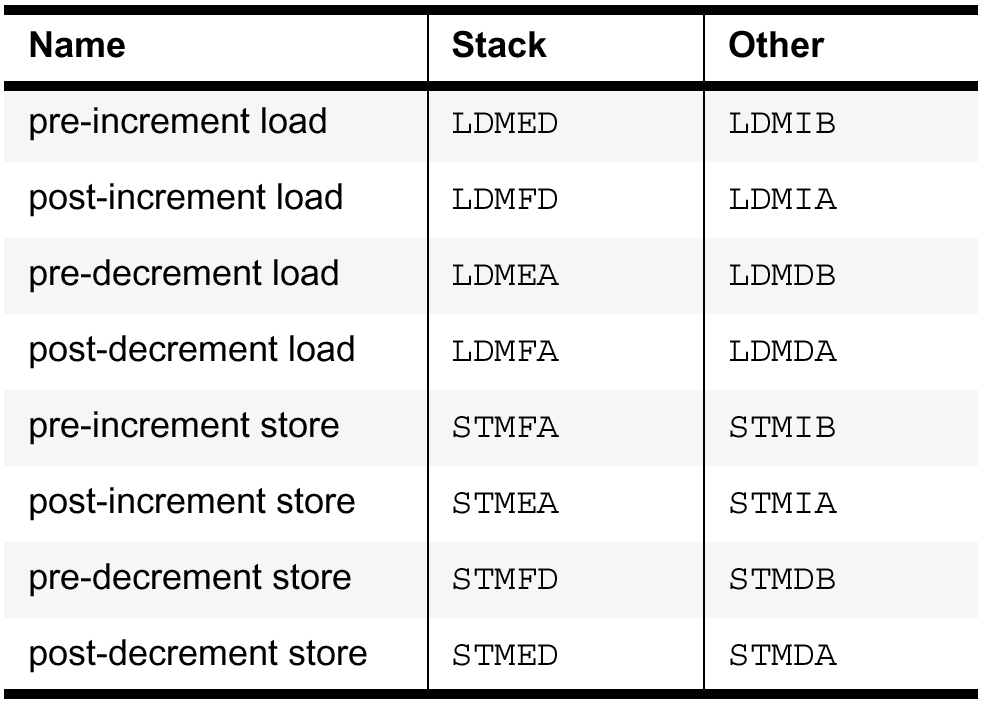 Name Stack Other
pre-increment load LDMED LDMIB
post-increment load LDMFD LDMIA
pre-decrement load LDMEA LDMDB
post-decrement load LDMFA LDMDA
pre-increment store STMFA STMIB
post-increment store STMEA STMIA
pre-decrement store STMFD STMDB
post-decrement store STMED STMDA